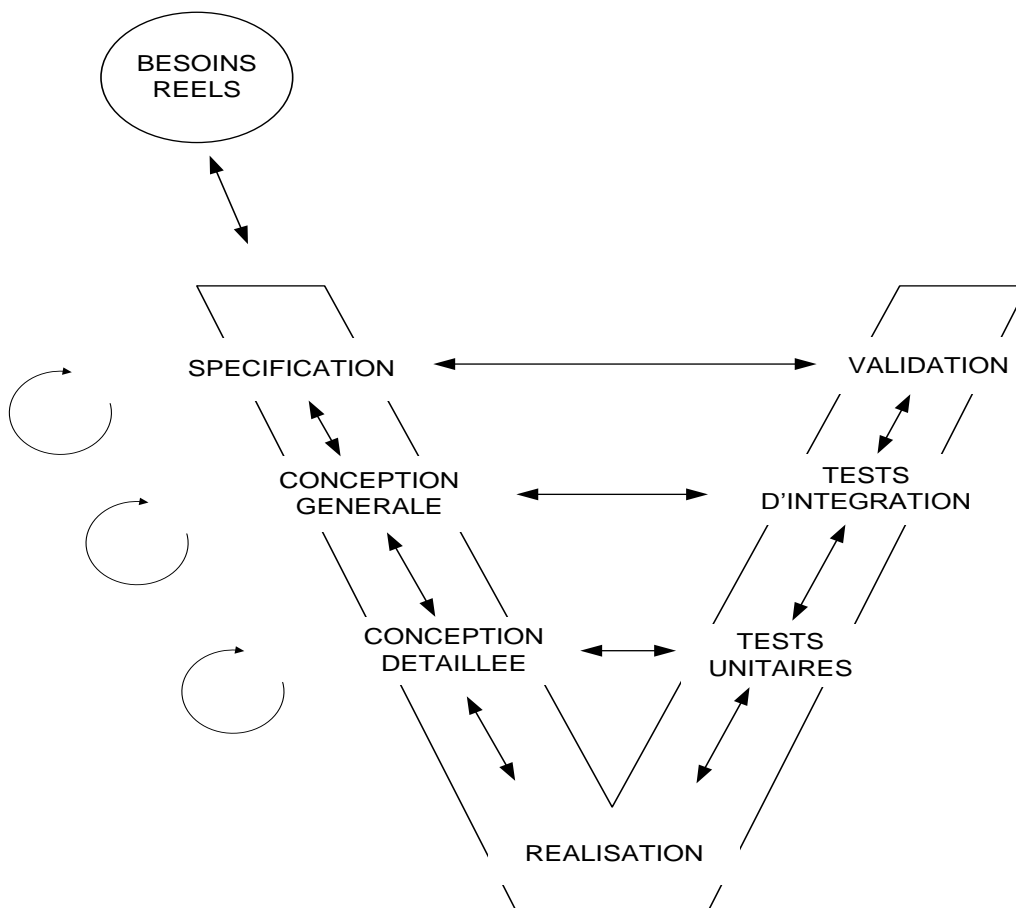 BESOINS
REELS
SPECIFICATION
VALIDATION
CONCEPTION
GENERALE
TESTS
D'INTEGRATION
CONCEPTION
DETAILLEE
TESTS
UNITAIRES
REALISATION